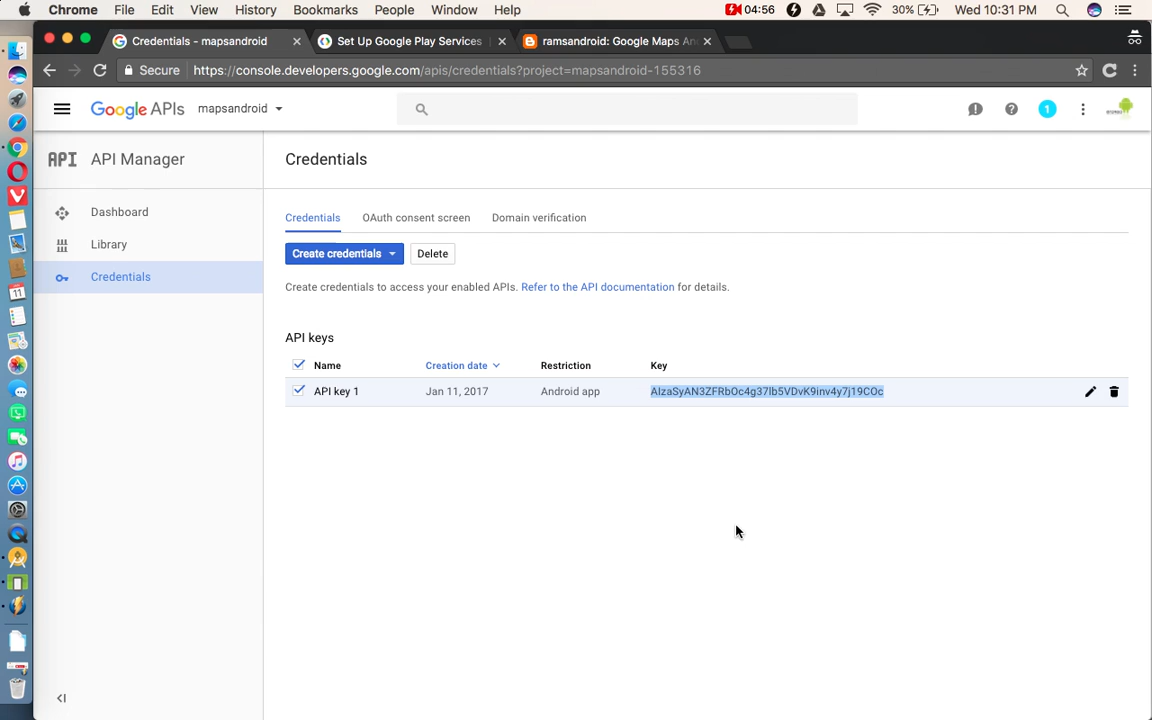 Chrome File Edit View History Bookmarks People Window Help 04:56 30% Wed 10:31 PM
Credentials - mapsandroid Set Up Google Play Services ramsandroid: Google Maps An
Secure https://console.developers.google.com/apis/credentials?project=mapsandroid-155316
Google APIs mapsandroid 1
API API Manager Credentials
Dashboard
Library
Credentials
Credentials OAuth consent screen Domain verification
Create credentials Delete
Create credentials to access your enabled APIs. Refer to the API documentation for details.
API keys
Name Creation date Restriction Key
API key 1 Jan 11, 2017 Android app AIzaSyAN3ZFRbOc4g37lb5VDvK9inv4y7j19COc